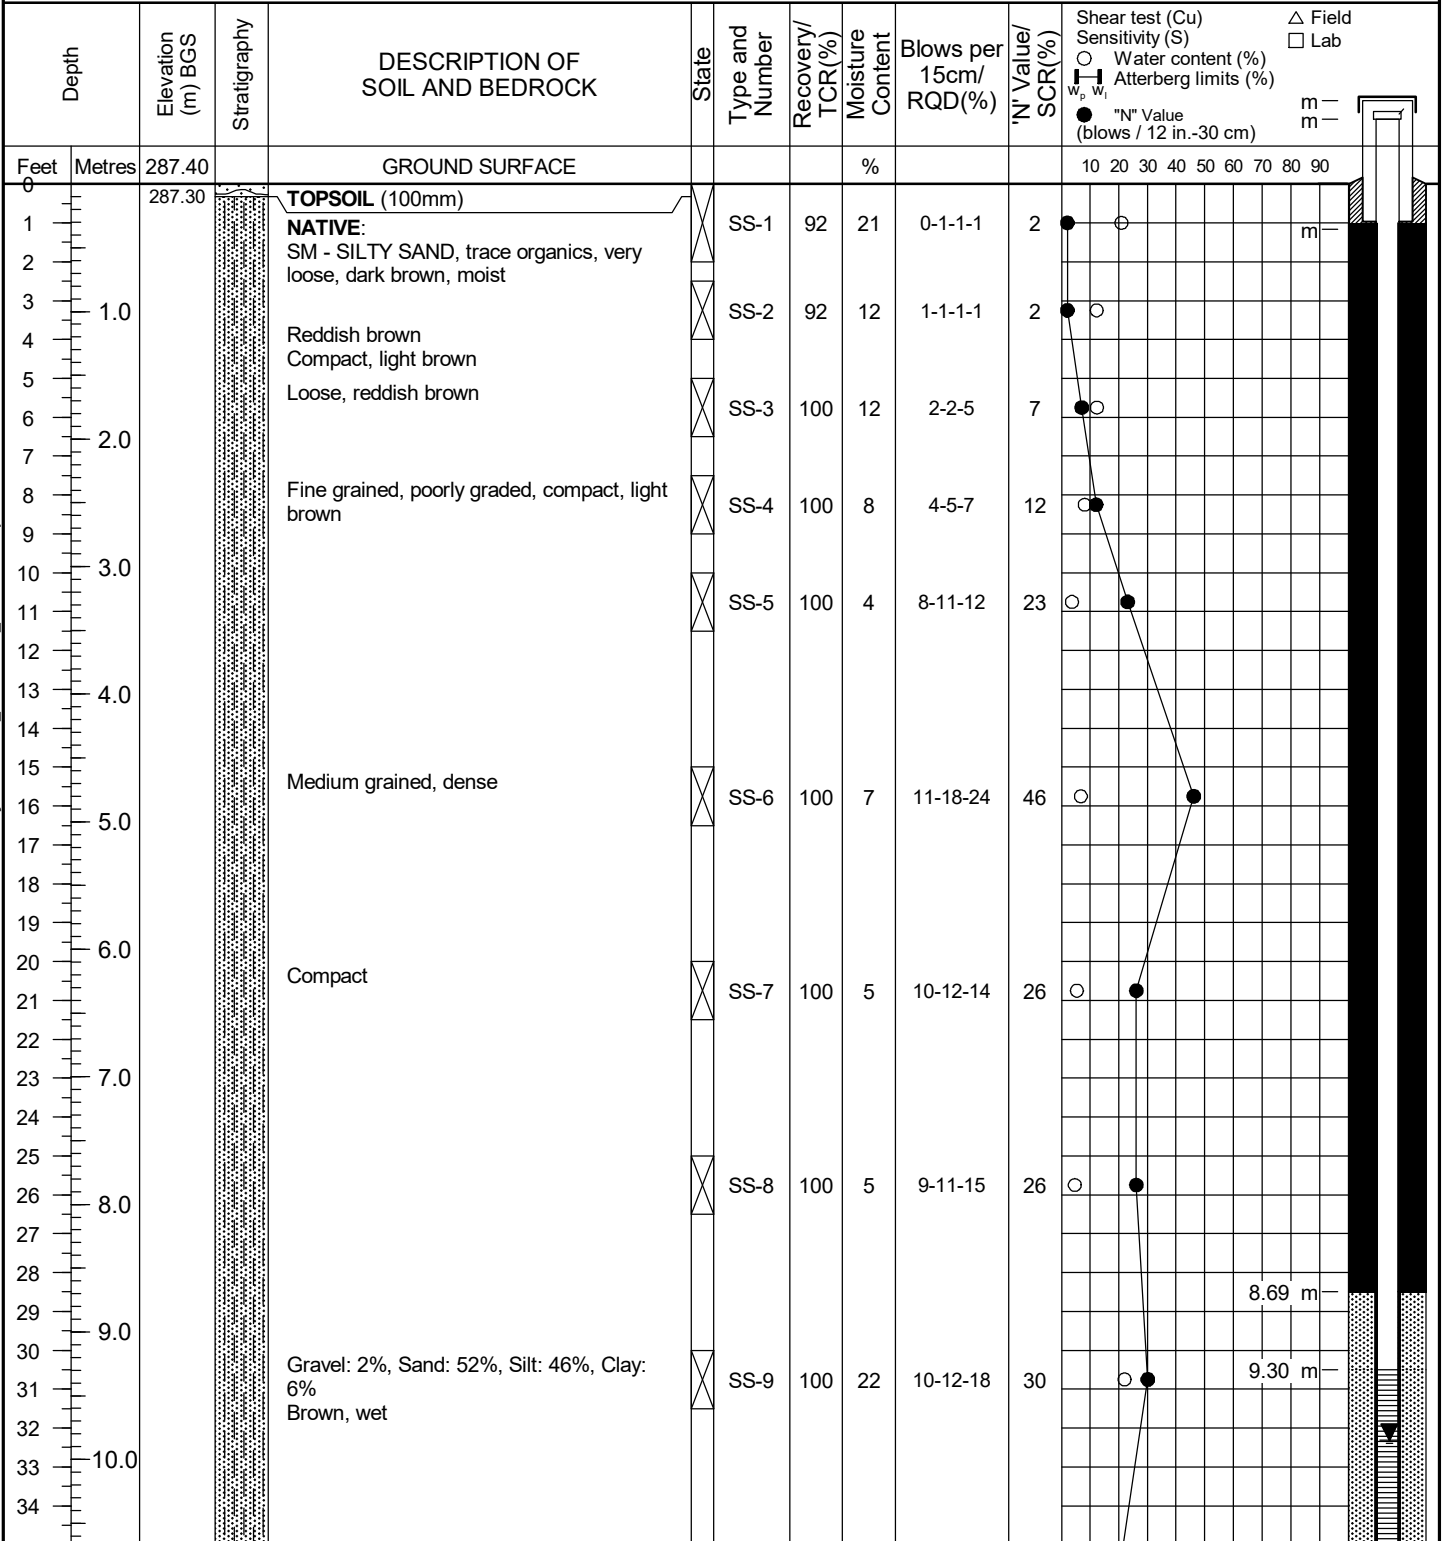 Depth
Elevation (m) BGS
Stratigraphy
DESCRIPTION OF
SOIL AND BEDROCK
State
Type and Number
Recovery/ TCR(%)
Moisture Content
Blows per
15cm/
RQD(%)
'N' Value/ SCR(%)
Shear test (Cu) △ Field
Sensitivity (S) □ Lab
Water content (%)
Atterberg limits (%)
Wp Wl
"N" Value
(blows / 12 in.-30 cm)
m
m
Feet Metres 287.40 GROUND SURFACE % 10 20 30 40 50 60 70 80 90
0
287.30 TOPSOIL (100mm)
1 NATIVE: SS-1 92 21 0-1-1-1 2 m
SM - SILTY SAND, trace organics, very
2
loose, dark brown, moist
3 1.0 SS-2 92 12 1-1-1-1 2
4 Reddish brown
Compact, light brown
5
Loose, reddish brown
6 SS-3 100 12 2-2-5 7
2.0
7
8 Fine grained, poorly graded, compact, light
brown SS-4 100 8 4-5-7 12
9
10 3.0
11 SS-5 100 4 8-11-12 23
12
13 4.0
14
15
Medium grained, dense
16 SS-6 100 7 11-18-24 46
5.0
17
18
19
6.0
20
Compact
21 SS-7 100 5 10-12-14 26
22
23 7.0
24
25
26 SS-8 100 5 9-11-15 26
8.0
27
28
8.69 m
29
9.0
30
Gravel: 2%, Sand: 52%, Silt: 46%, Clay: 9.30 m
31 6% SS-9 100 22 10-12-18 30
Brown, wet
32
10.0
33
34